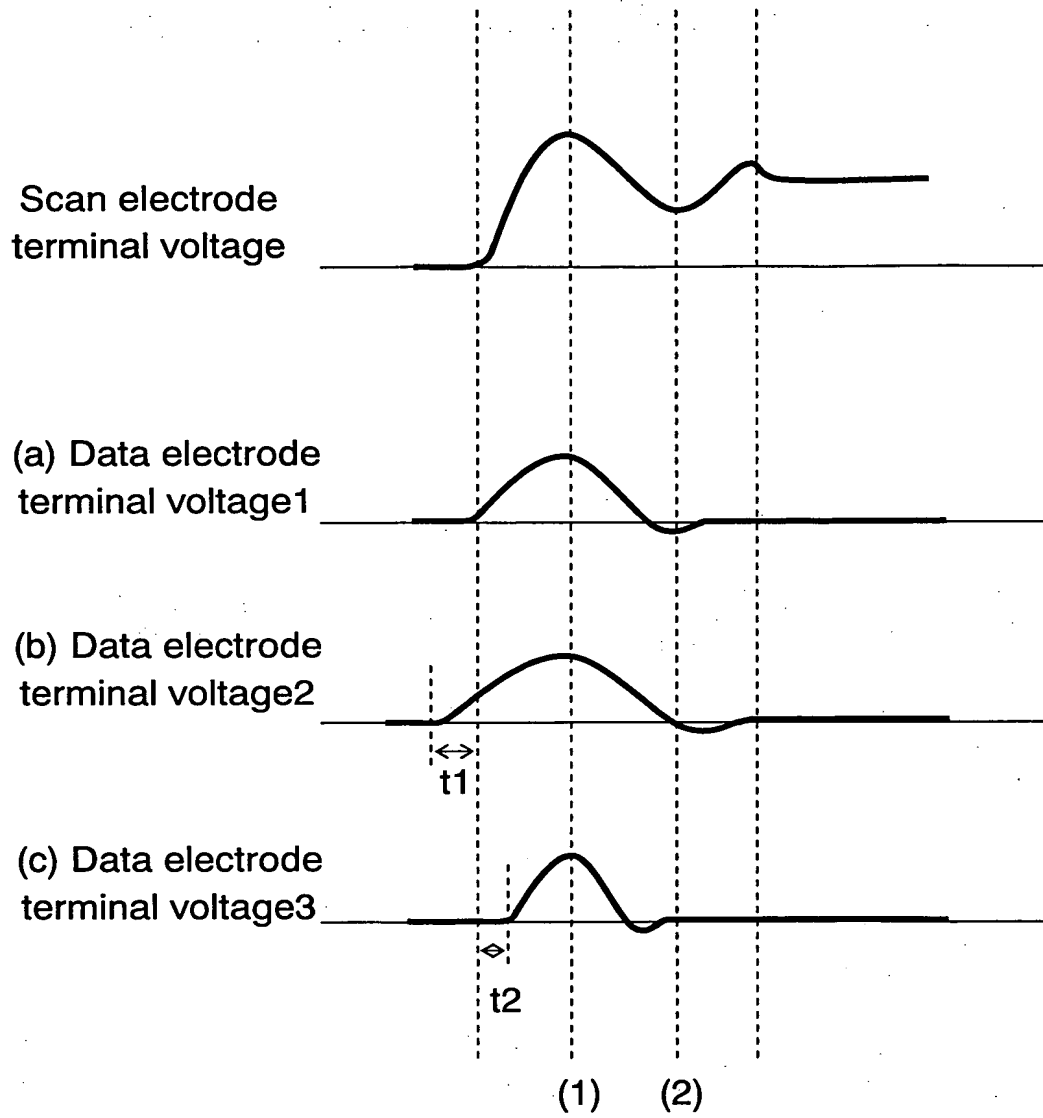 Scan electrode
terminal voltage
(a) Data electrode
terminal voltage1
(b) Data electrode
terminal voltage2
t1
(c) Data electrode
terminal voltage3
t2
(1) (2)